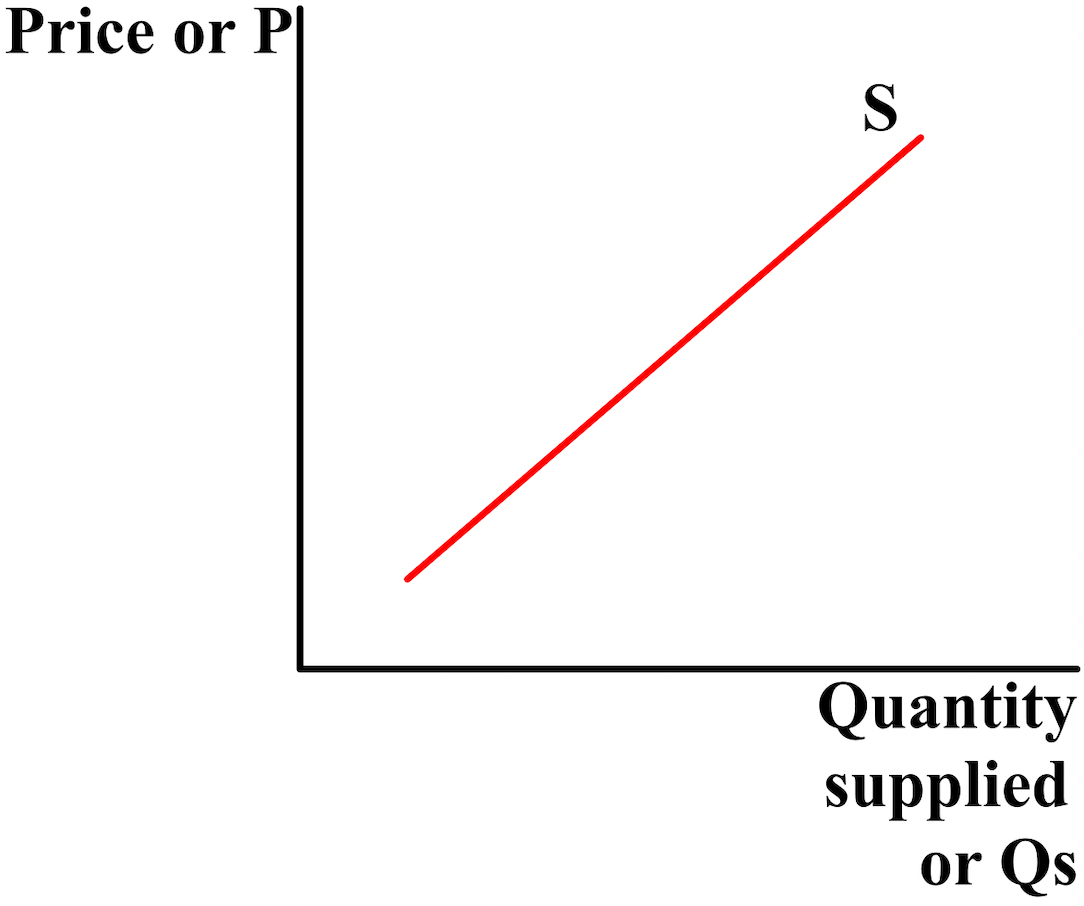 Price or P
S
Quantity
supplied
or Qs